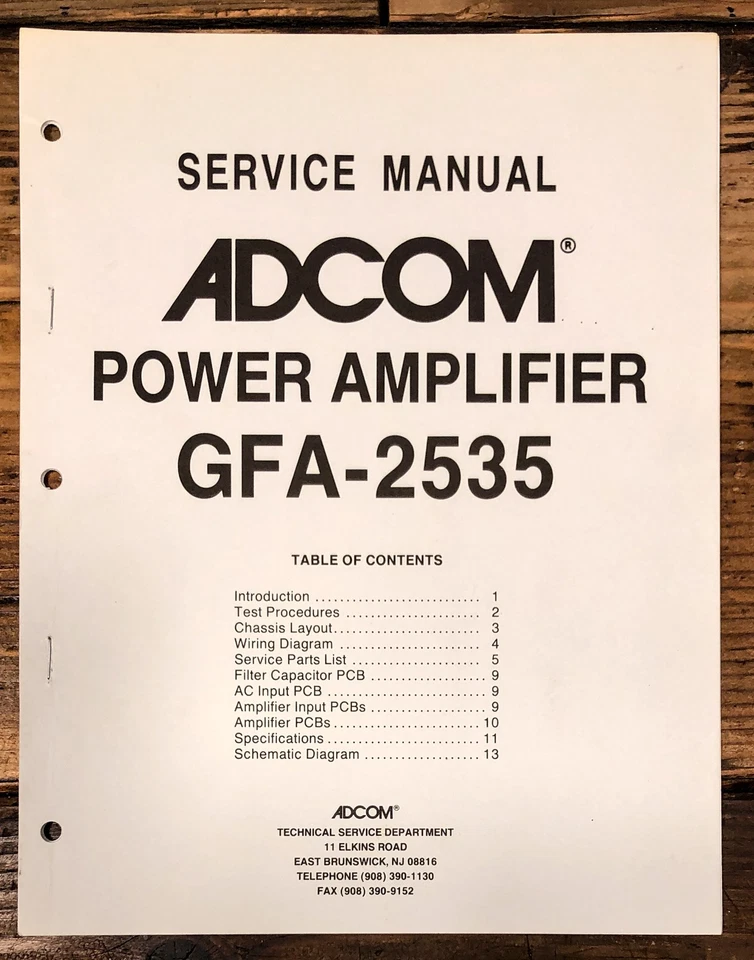 SERVICE MANUAL
ADCOM®
POWER AMPLIFIER
GFA-2535
TABLE OF CONTENTS
Introduction .......................... 1
Test Procedures ..................... 2
Chassis Layout....................... 3
Wiring Diagram ...................... 4
Service Parts List .................... 5
Filter Capacitor PCB .................. 9
AC Input PCB ......................... 9
Amplifier Input PCBs .................. 9
Amplifier PCBs....................... 10
Specifications ........................ 11
Schematic Diagram ................... 13
ADCOM®
TECHNICAL SERVICE DEPARTMENT
11 ELKINS ROAD
EAST BRUNSWICK, NJ 08816
TELEPHONE (908) 390-1130
FAX (908) 390-9152